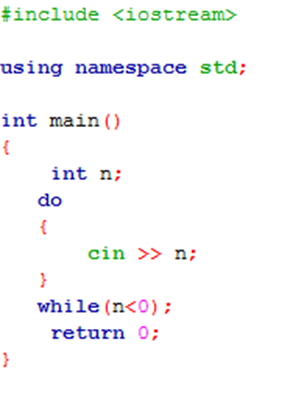 #include <iostream>
using namespace std;
int main()
{
int n;
do
{
cin >> n;
}
while(n<0);
return 0;
}